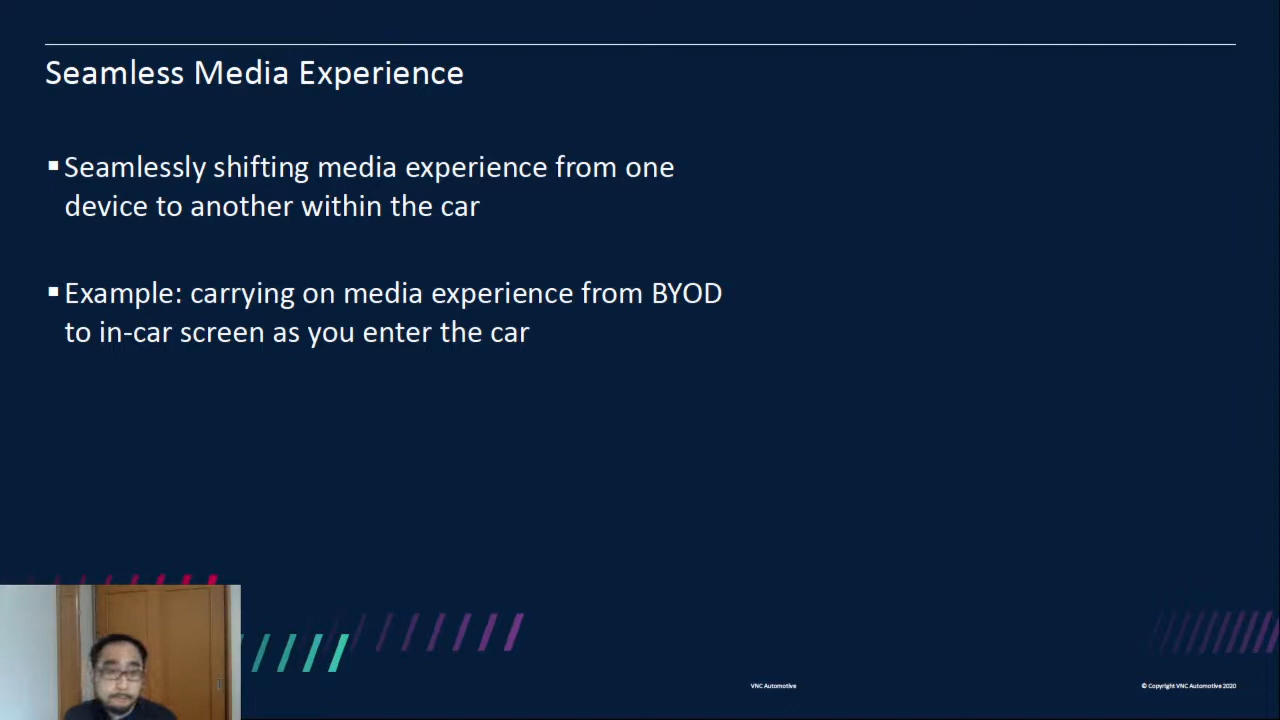 Seamless Media Experience
▪Seamlessly shifting media experience from one
device to another within the car
▪Example: carrying on media experience from BYOD
to in-car screen as you enter the car
VNC Automotive
© Copyright VNC Automotive 2020